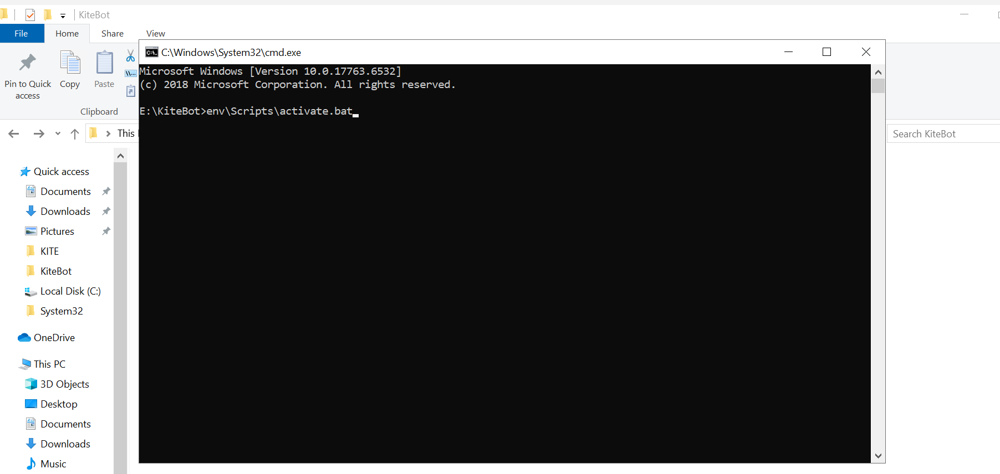 KiteBot
File Home Share View
C:\Windows\System32\cmd.exe
Microsoft Windows [Version 10.0.17763.6532]
(c) 2018 Microsoft Corporation. All rights reserved.
E:\KiteBot>env\Scripts\activate.bat
Pin to Quick
access
Copy
Paste
Clipboard
This
Search KiteBot
Quick access
Documents
Downloads
Pictures
KITE
KiteBot
Local Disk (C:)
System32
OneDrive
This PC
3D Objects
Desktop
Documents
Downloads
Music